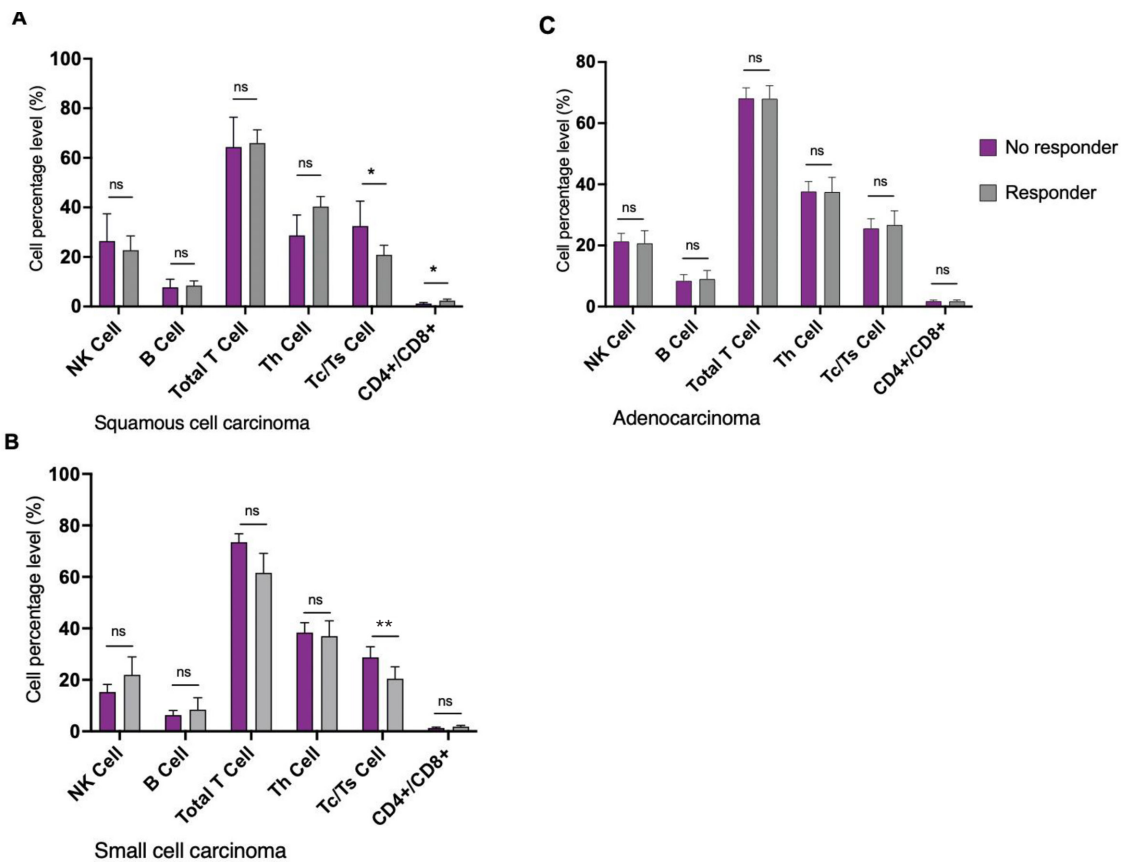 A
Cell percentage level (%)
100
80
60
40
20
0
ns
ns
ns
ns
*
*
NK Cell
B Cell
Total T Cell
Th Cell
Tc/Ts Cell
CD4+/CD8+
Squamous cell carcinoma
C
Cell percentage level (%)
80
60
40
20
0
ns
ns
ns
ns
ns
ns
NK Cell
B Cell
Total T Cell
Th Cell
Tc/Ts Cell
CD4+/CD8+
Adenocarcinoma
No responder
Responder
B
Cell percentage level (%)
100
80
60
40
20
0
ns
ns
ns
ns
**
ns
NK Cell
B Cell
Total T Cell
Th Cell
Tc/Ts Cell
CD4+/CD8+
Small cell carcinoma